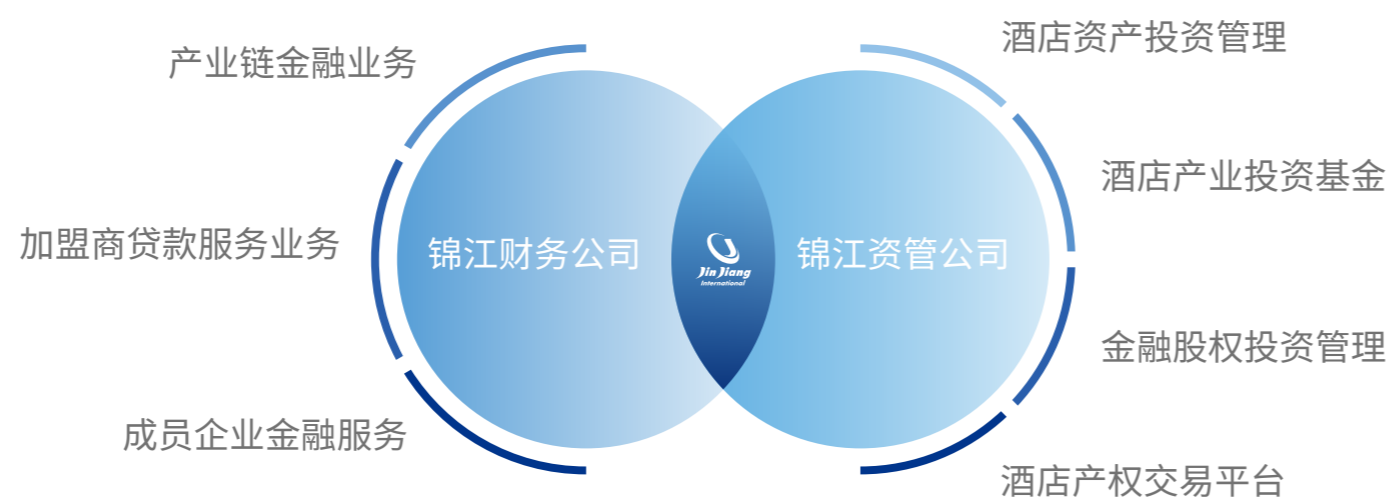 产业链金融业务
加盟商贷款服务业务
成员企业金融服务
锦江财务公司
Jin Jiang
International
锦江资管公司
酒店资产投资管理
酒店产业投资基金
金融股权投资管理
酒店产权交易平台